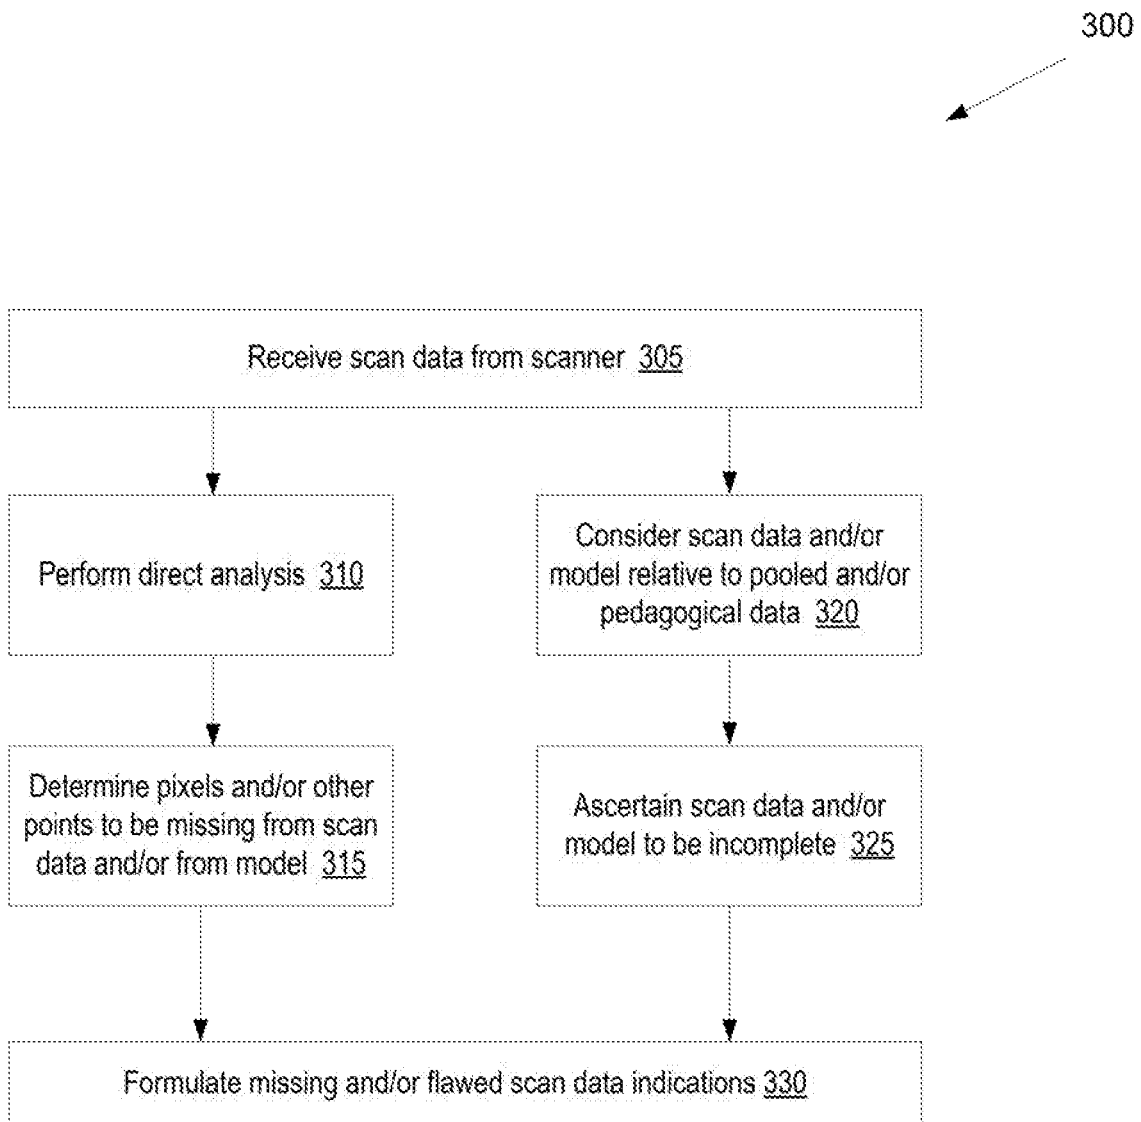 300
Receive scan data from scanner 305
Perform direct analysis 310
Consider scan data and/or
model relative to pooled and/or
pedagogical data 320
Determine pixels and/or other
points to be missing from scan
data and/or from model 315
Ascertain scan data and/or
model to be incomplete 325
Formulate missing and/or flawed scan data indications 330